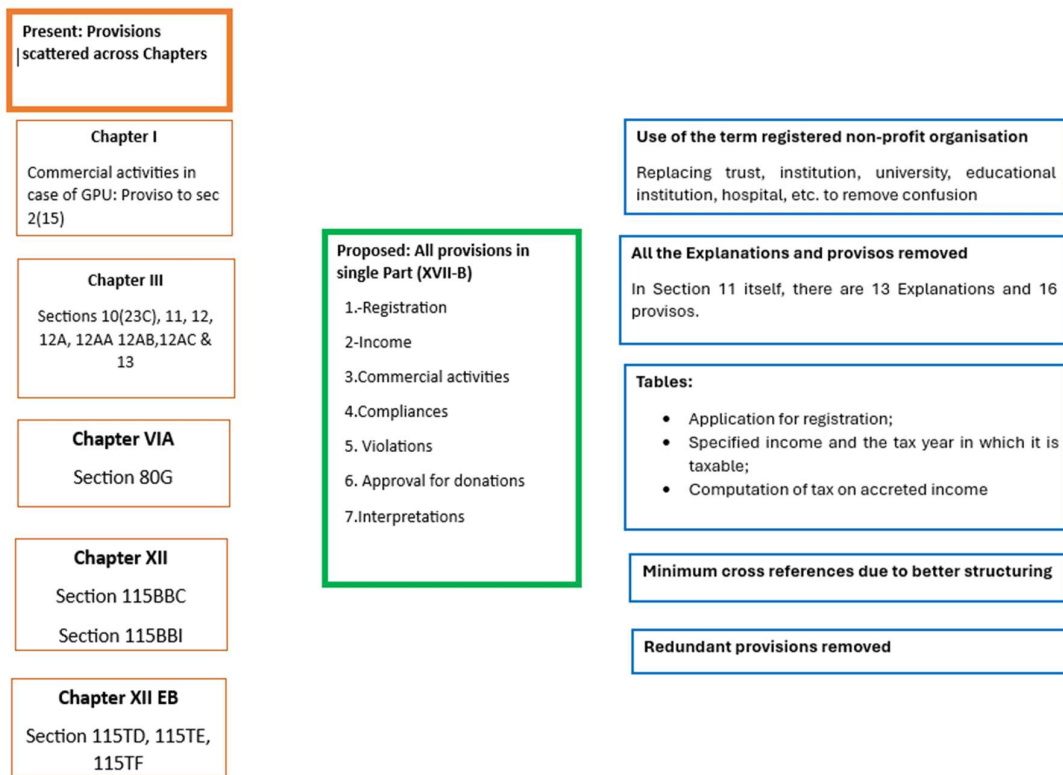 Present: Provisions
scattered across Chapters
Chapter I
Commercial activities in
case of GPU: Proviso to sec
2(15)
Chapter III
Sections 10(23C), 11, 12,
12A, 12AA 12AB,12AC &
13
Chapter VIA
Section 80G
Chapter XII
Section 115BBC
Section 115BBI
Chapter XII EB
Section 115TD, 115TE,
115TF
Proposed: All provisions in
single Part (XVII-B)
1.-Registration
2-Income
3.Commercial activities
4.Compliances
5. Violations
6. Approval for donations
7.Interpretations
Use of the term registered non-profit organisation
Replacing trust, institution, university, educational
institution, hospital, etc. to remove confusion
All the Explanations and provisos removed
In Section 11 itself, there are 13 Explanations and 16
provisos.
Tables:
• Application for registration;
• Specified income and the tax year in which it is
taxable;
• Computation of tax on accreted income
Minimum cross references due to better structuring
Redundant provisions removed